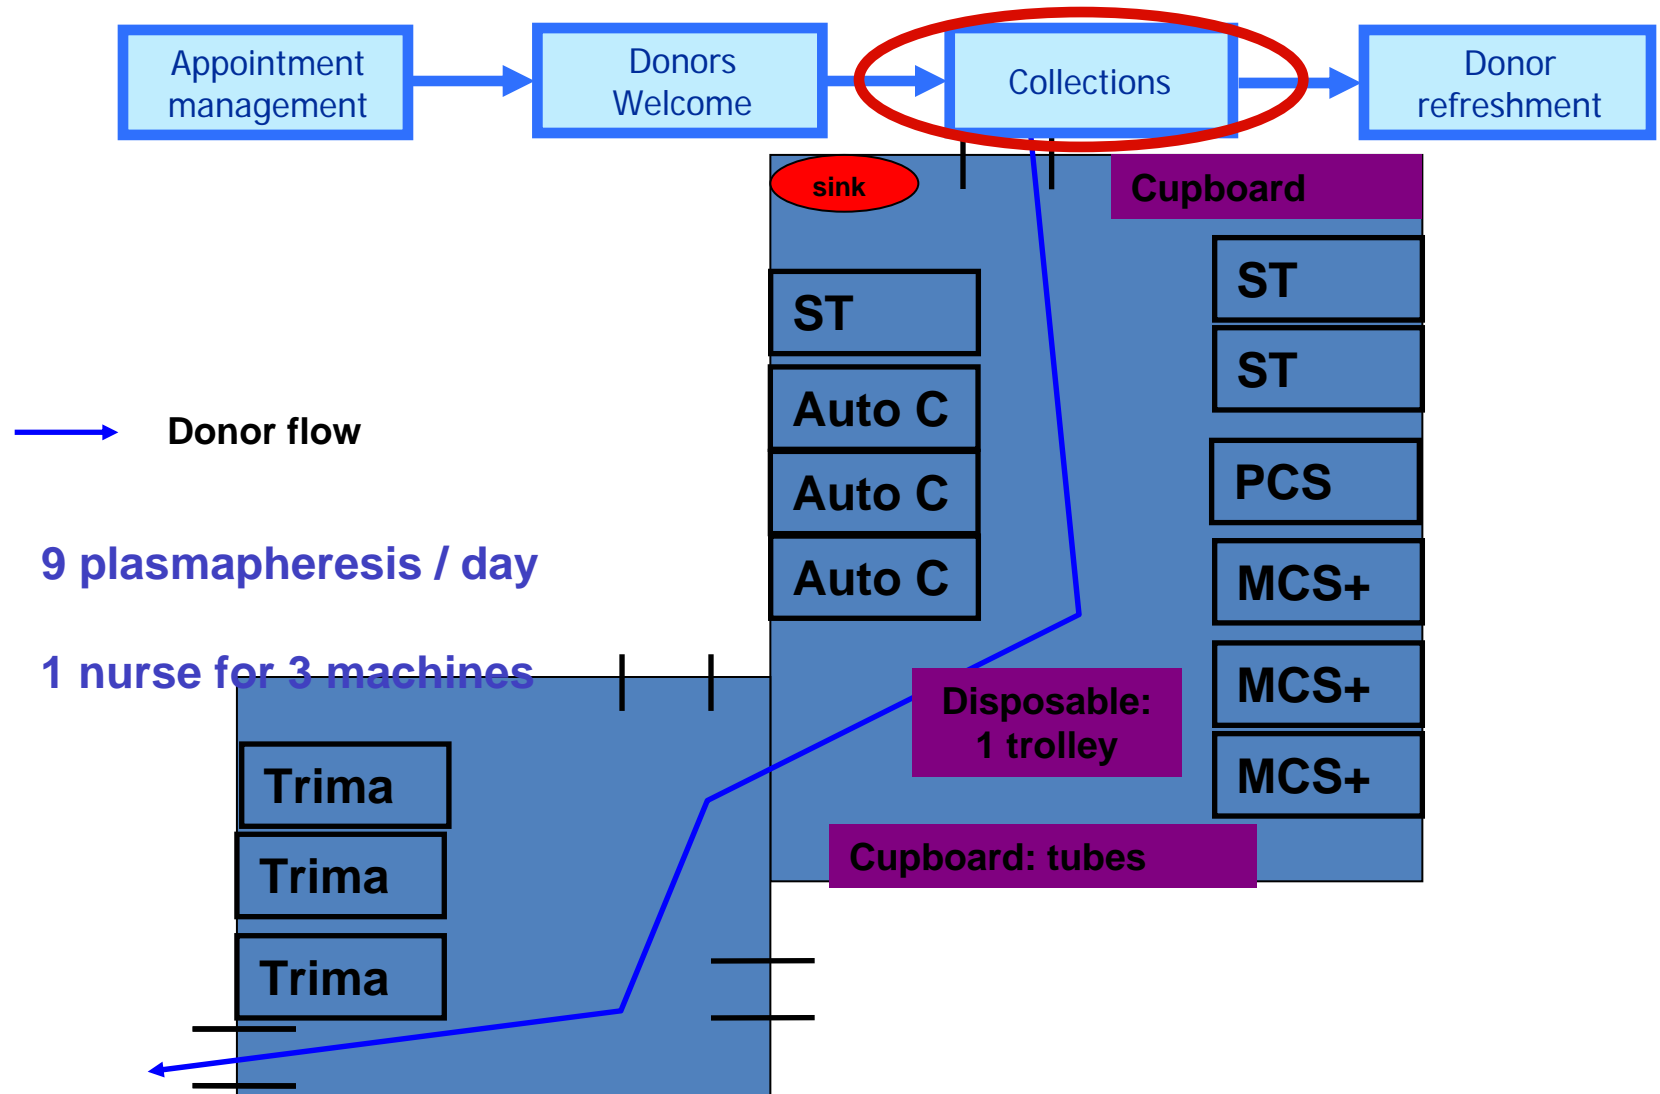 Appointment
management
Donors
Welcome
Collections
Donor
refreshment
sink
Cupboard
ST
ST
ST
Auto C
Donor flow
Auto C
PCS
9 plasmapheresis / day
Auto C
MCS+
1 nurse for 3 machines
MCS+
Disposable:
1 trolley
Trima
MCS+
Cupboard: tubes
Trima
Trima